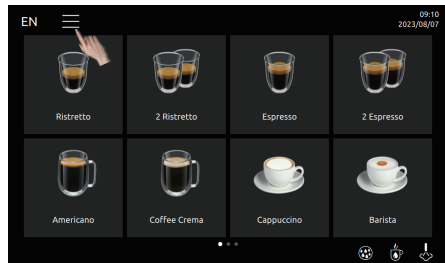 EN
09:10
2023/08/07
Ristretto
2 Ristretto
Espresso
2 Espresso
Americano
Coffee Crema
Cappuccino
Barista